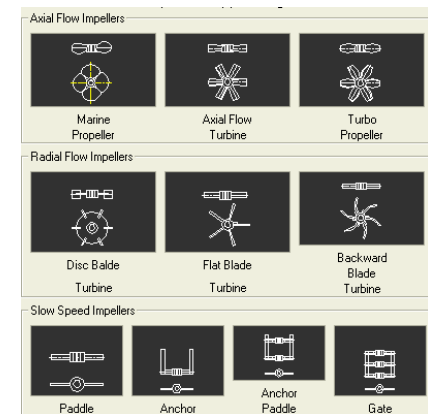 Axial Flow Impellers
Marine
Propeller
Axial Flow
Turbine
Turbo
Propeller
Radial Flow Impellers
Disc Balde
Turbine
Flat Blade
Turbine
Backward
Blade
Turbine
Slow Speed Impellers
Paddle
Anchor
Anchor
Paddle
Gate